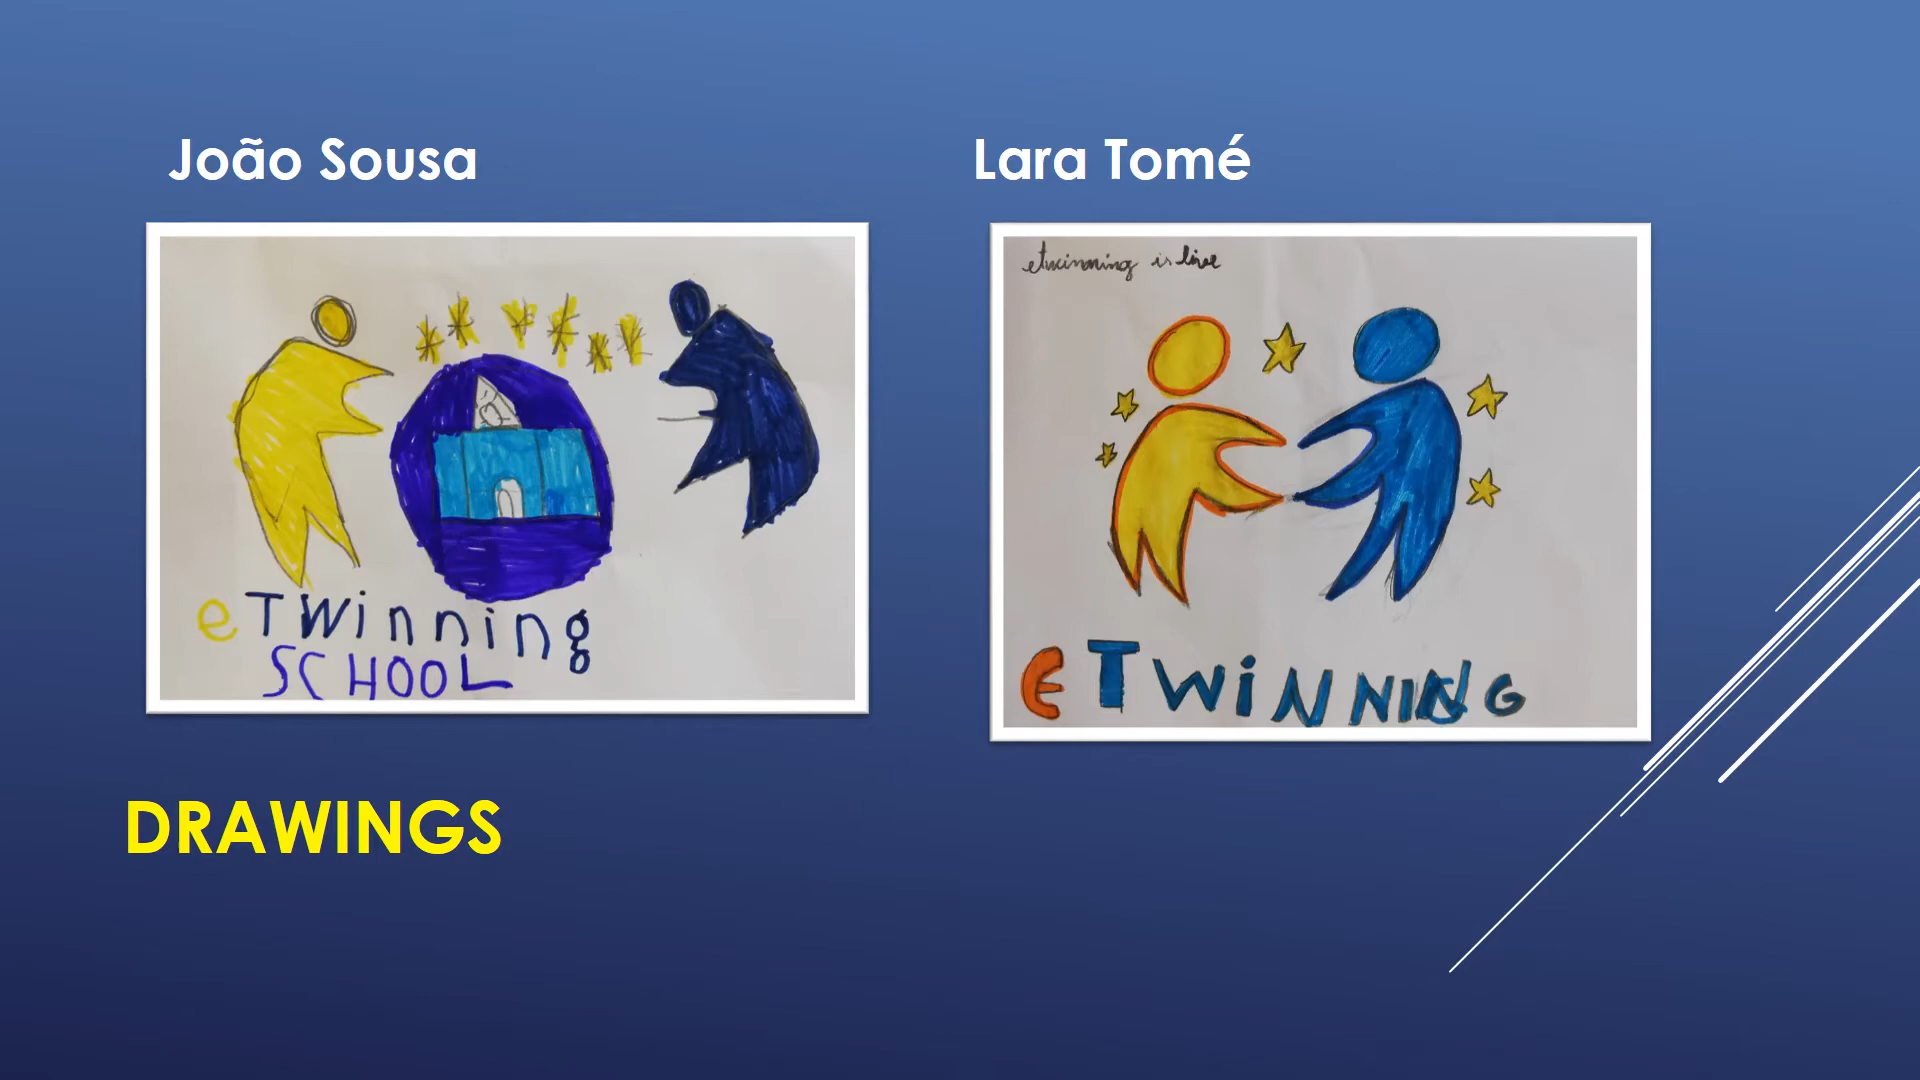 João Sousa
Lara Tomé
eTwinning
SCHOOL
etwinning is live
eTWiNNING
DRAWINGS